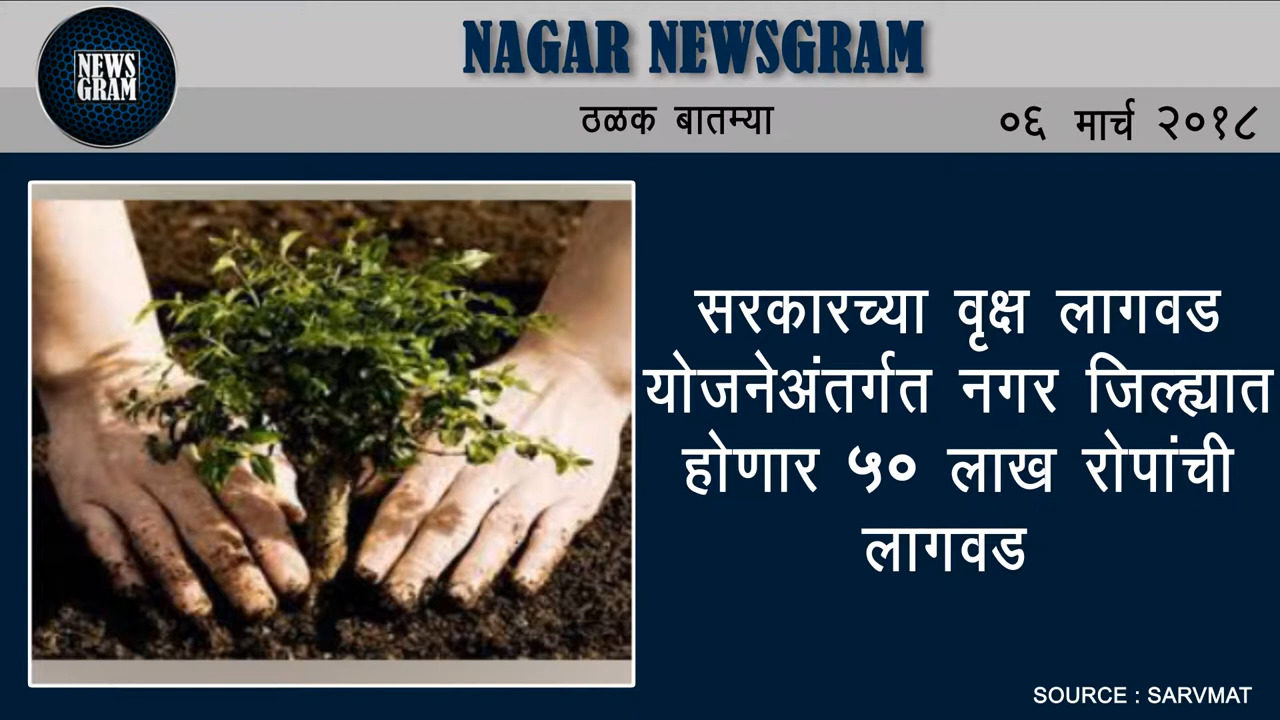 NEWS
GRAM
NAGAR NEWSGRAM
ठळक बातम्या
०६ मार्च २०१८
सरकारच्या वृक्ष लागवड
योजनेअंतर्गत नगर जिल्ह्यात
होणार ५० लाख रोपांची
लागवड
SOURCE : SARVMAT